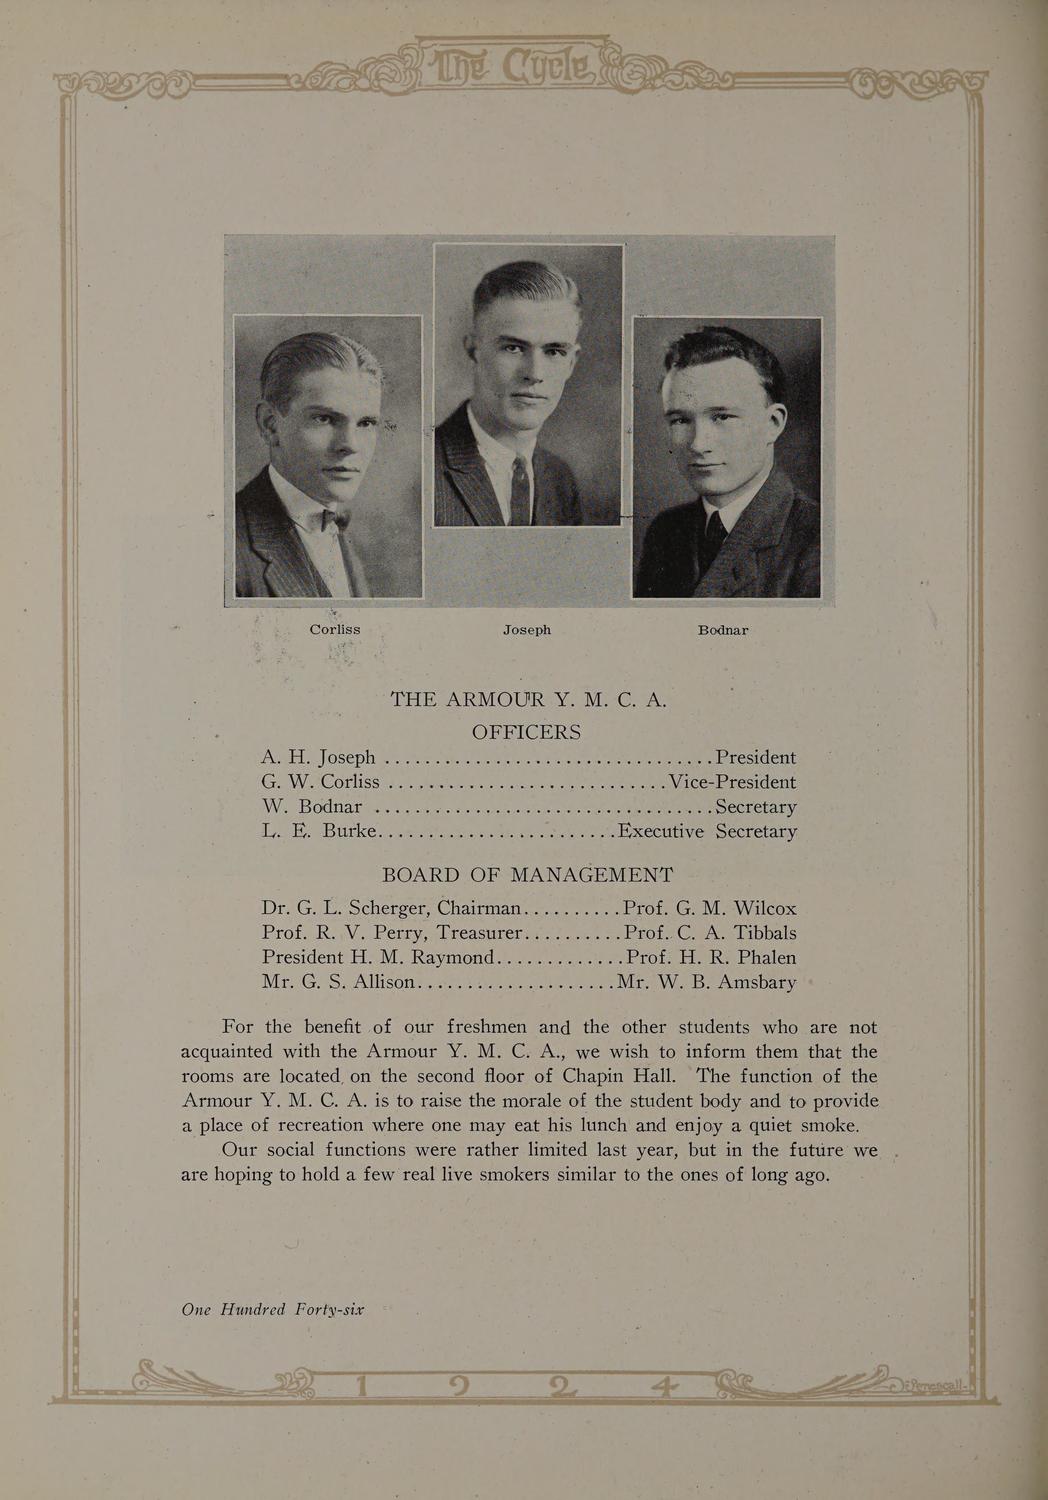 The Cycle
Corliss Joseph Bodnar
THE ARMOUR Y. M. C. A.
OFFICERS
A. H. Joseph ................................. President
G. W. Corliss ............................ Vice-President
W. Bodnar .................................. Secretary
L. E. Burke........................ Executive Secretary
BOARD OF MANAGEMENT
Dr. G. L. Scherger, Chairman.......... Prof. G. M. Wilcox
Prof. R. V. Perry, Treasurer.......... Prof. C. A. Tibbals
President H. M. Raymond............. Prof. H. R. Phalen
Mr. G. S. Allison.................... Mr. W. B. Amsbary
For the benefit of our freshmen and the other students who are not
acquainted with the Armour Y. M. C. A., we wish to inform them that the
rooms are located on the second floor of Chapin Hall. The function of the
Armour Y. M. C. A. is to raise the morale of the student body and to provide
a place of recreation where one may eat his lunch and enjoy a quiet smoke.
Our social functions were rather limited last year, but in the future we
are hoping to hold a few real live smokers similar to the ones of long ago.
One Hundred Forty-six
1924